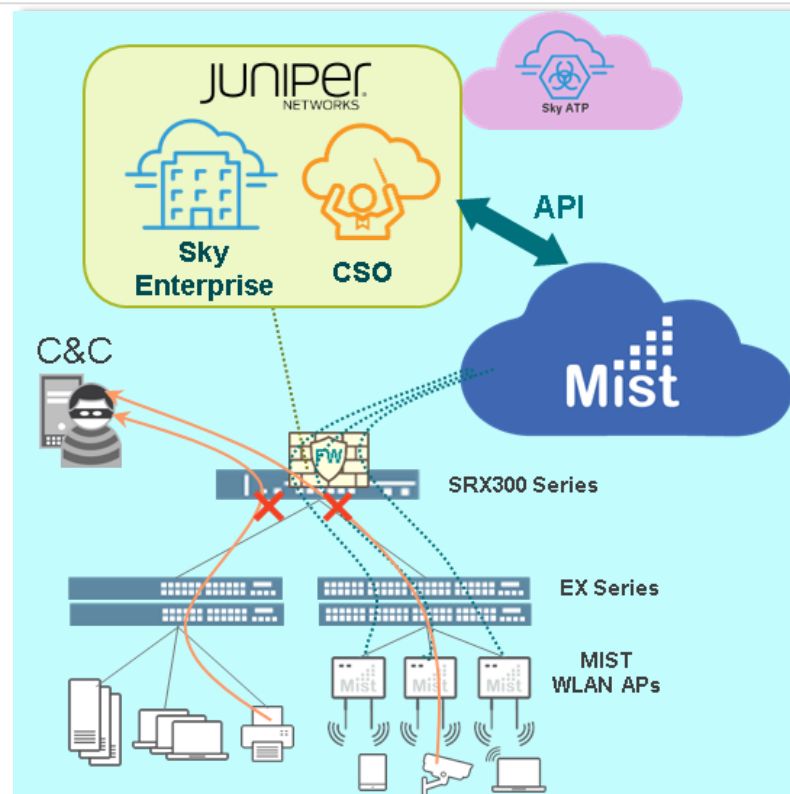 JUNIPER
NETWORKS
Sky ATP
Sky
Enterprise
CSO
API
C&C
Mist
FW
SRX300 Series
EX Series
MIST
WLAN APs
Mist
Mist
Mist